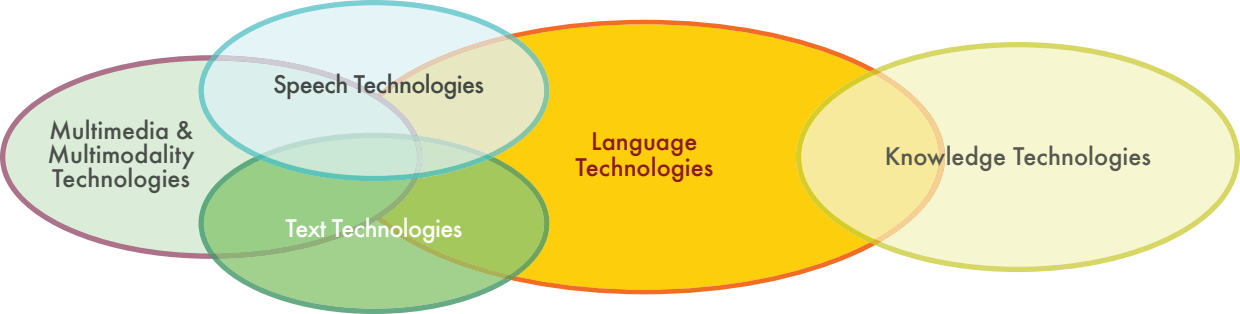 Speech Technologies
Multimedia &
Multimodality
Technologies
Language
Technologies
Knowledge Technologies
Text Technologies